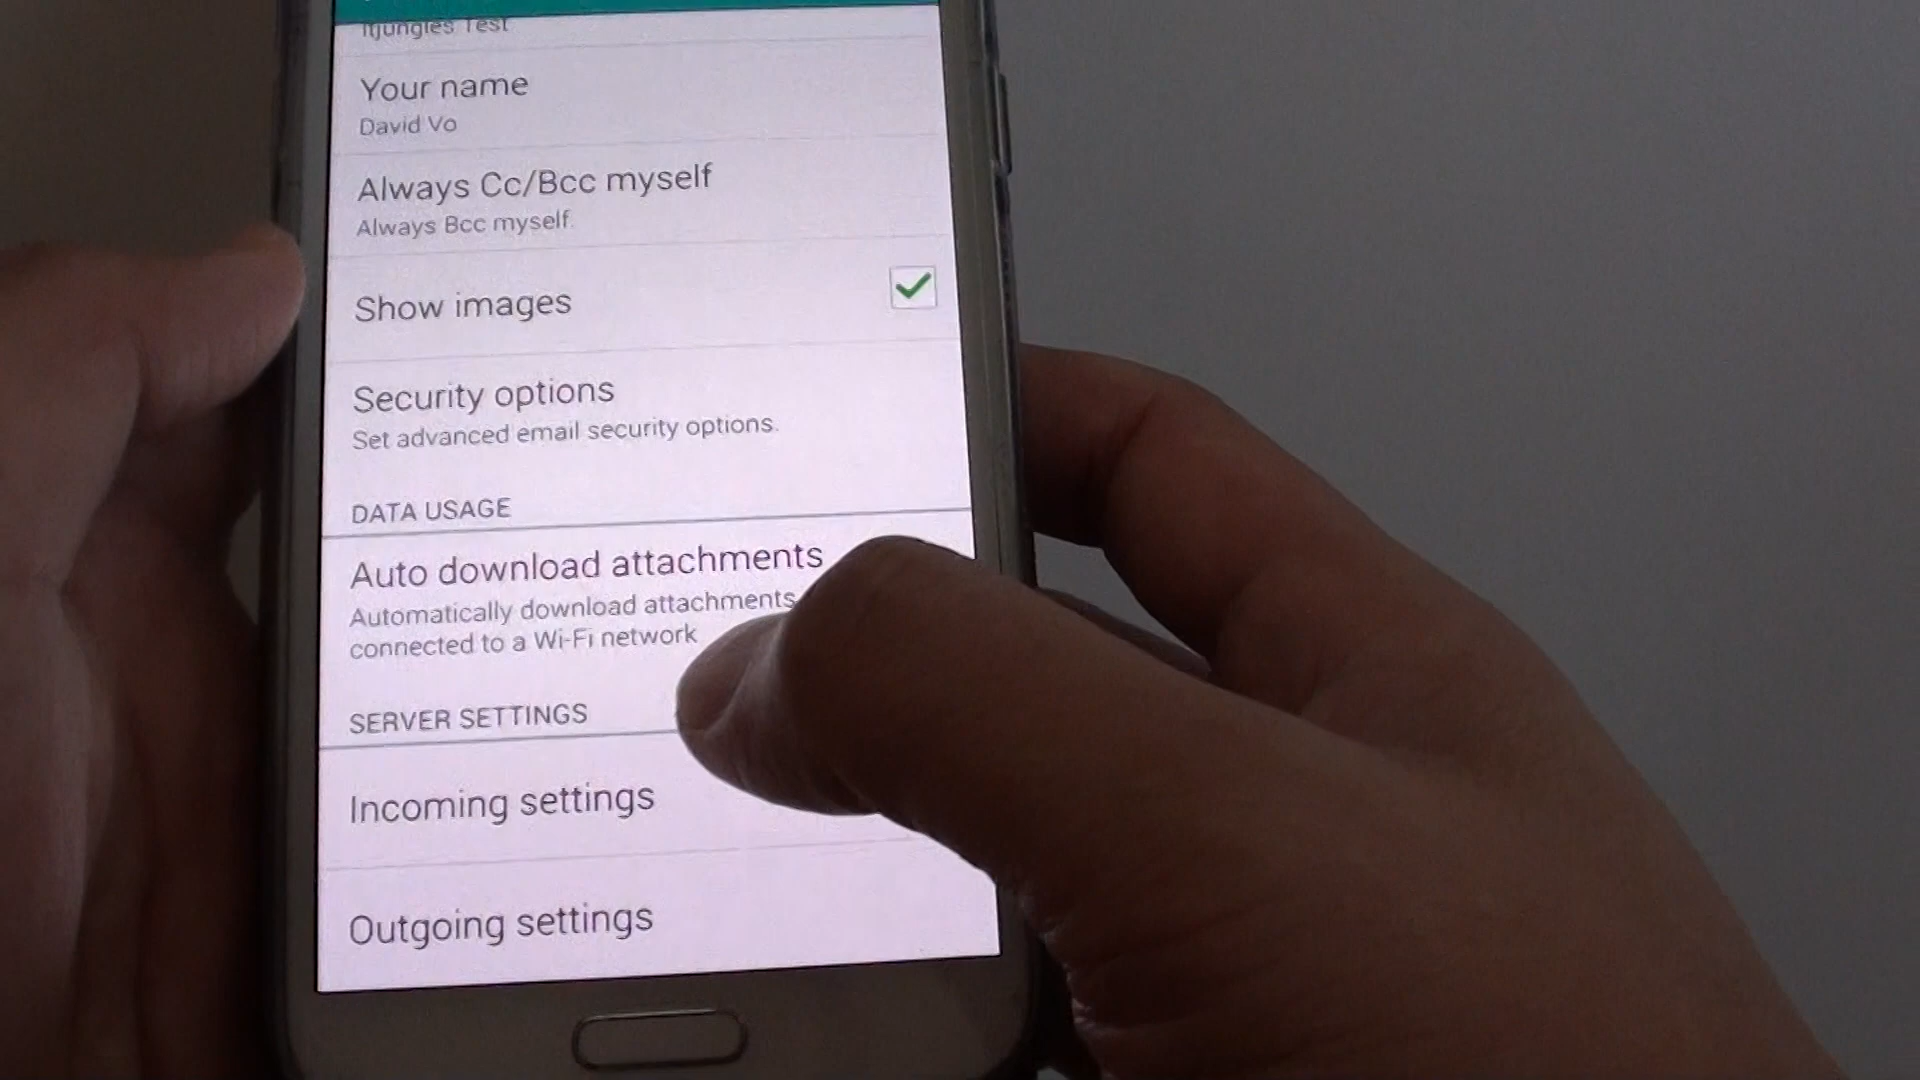 itjungles Test
Your name
David Vo
Always Cc/Bcc myself
Always Bcc myself.
Show images
Security options
Set advanced email security options.
DATA USAGE
Auto download attachments
Automatically download attachments
connected to a Wi-Fi network
SERVER SETTINGS
Incoming settings
Outgoing settings